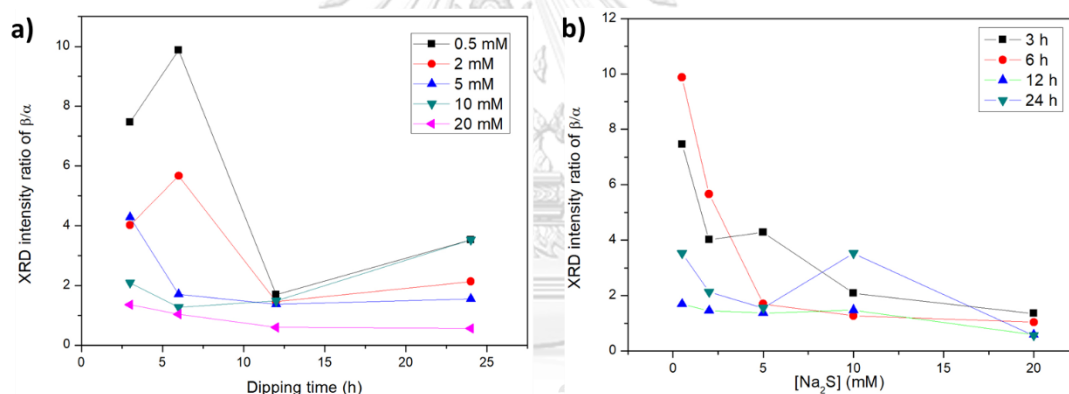 a)
10
8
6
4
2
0
XRD intensity ratio of β/α
0.5 mM
2 mM
5 mM
10 mM
20 mM
0 5 10 15 20 25
Dipping time (h)
b)
12
10
8
6
4
2
0
XRD intensity ratio of β/α
3 h
6 h
12 h
24 h
0 5 10 15 20
[Na₂S] (mM)